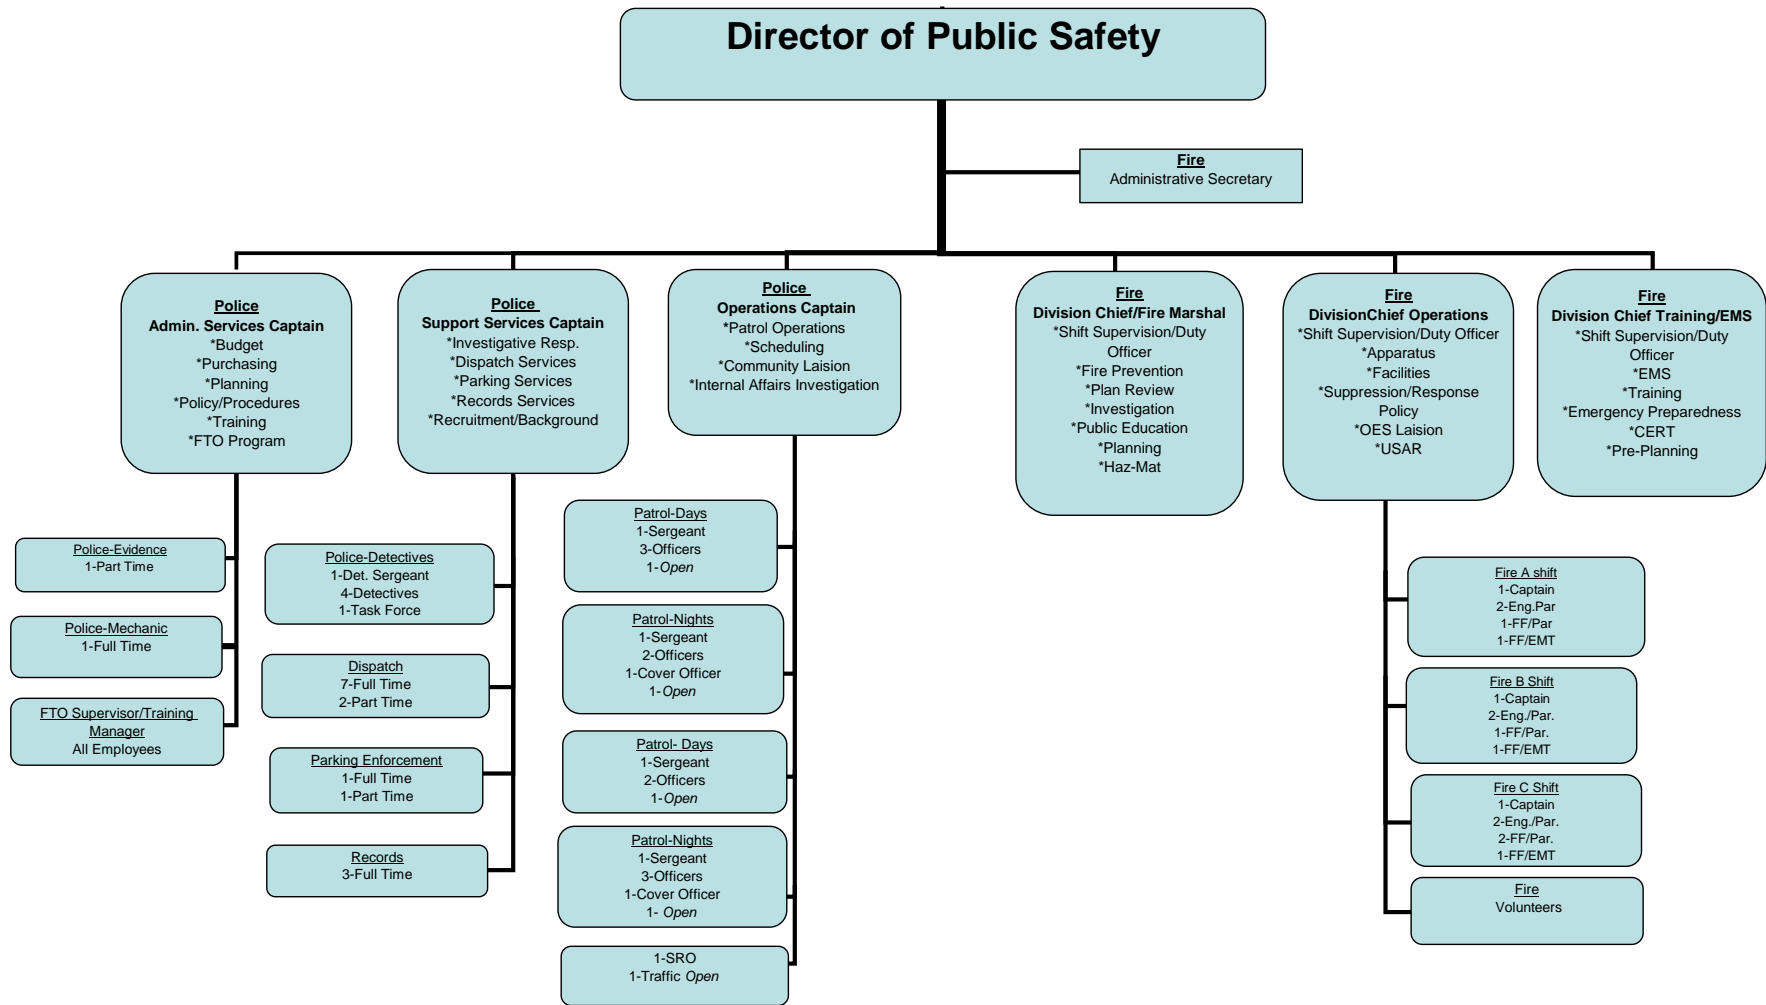 Director of Public Safety
Fire
Administrative Secretary
Police
Admin. Services Captain
*Budget
*Purchasing
*Planning
*Policy/Procedures
*Training
*FTO Program
Police
Support Services Captain
*Investigative Resp.
*Dispatch Services
*Parking Services
*Records Services
*Recruitment/Background
Police
Operations Captain
*Patrol Operations
*Scheduling
*Community Laision
*Internal Affairs Investigation
Fire
Division Chief/Fire Marshal
*Shift Supervision/Duty
Officer
*Fire Prevention
*Plan Review
*Investigation
*Public Education
*Planning
*Haz-Mat
Fire
DivisionChief Operations
*Shift Supervision/Duty Officer
*Apparatus
*Facilities
*Suppression/Response
Policy
*OES Laision
*USAR
Fire
Division Chief Training/EMS
*Shift Supervision/Duty
Officer
*EMS
*Training
*Emergency Preparedness
*CERT
*Pre-Planning
Police-Evidence
1-Part Time
Police-Mechanic
1-Full Time
FTO Supervisor/Training
Manager
All Employees
Police-Detectives
1-Det. Sergeant
4-Detectives
1-Task Force
Dispatch
7-Full Time
2-Part Time
Parking Enforcement
1-Full Time
1-Part Time
Records
3-Full Time
Patrol-Days
1-Sergeant
3-Officers
1-Open
Patrol-Nights
1-Sergeant
2-Officers
1-Cover Officer
1-Open
Patrol- Days
1-Sergeant
2-Officers
1-Open
Patrol-Nights
1-Sergeant
3-Officers
1-Cover Officer
1- Open
1-SRO
1-Traffic Open
Fire A shift
1-Captain
2-Eng.Par
1-FF/Par
1-FF/EMT
Fire B Shift
1-Captain
2-Eng./Par.
1-FF/Par.
1-FF/EMT
Fire C Shift
1-Captain
2-Eng./Par.
2-FF/Par.
1-FF/EMT
Fire
Volunteers